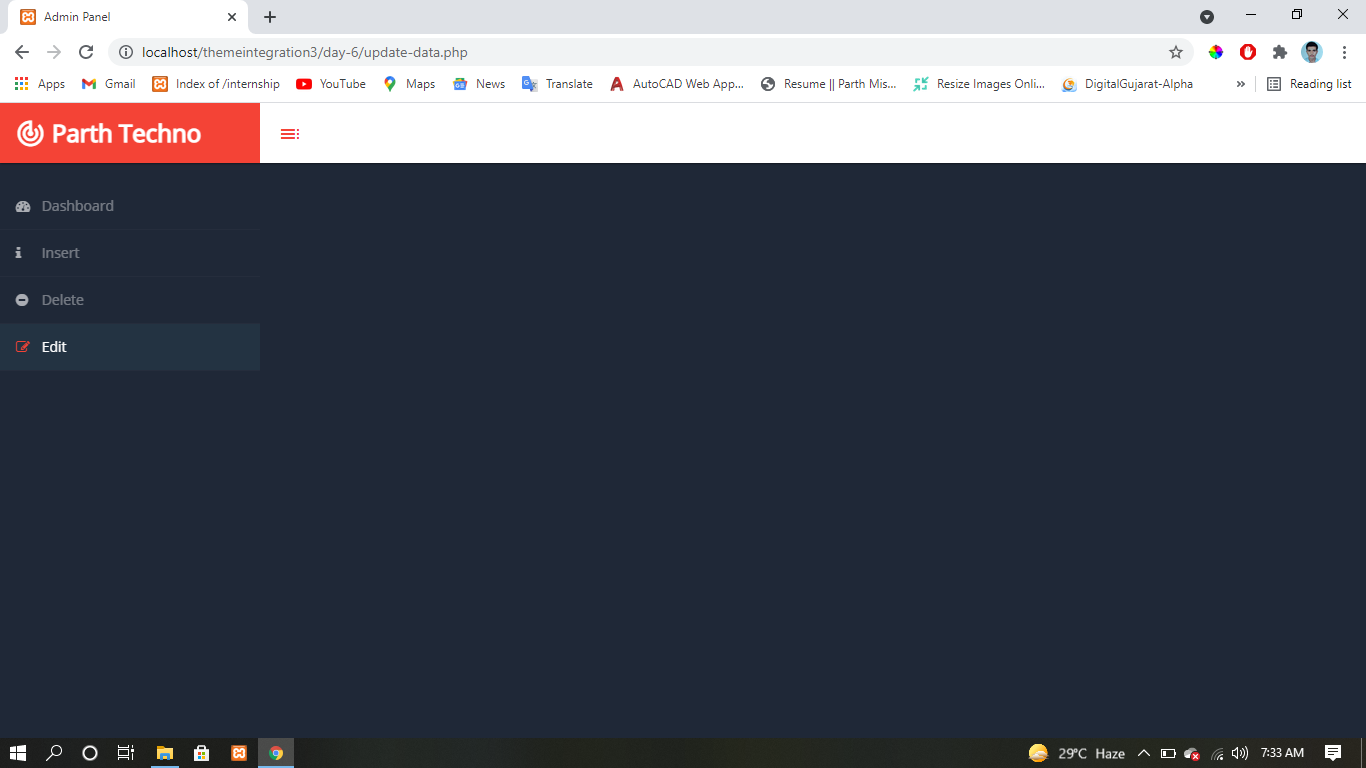 Admin Panel
localhost/themeintegration3/day-6/update-data.php
Apps Gmail Index of /internship YouTube Maps News Translate AutoCAD Web App... Resume || Parth Mis... Resize Images Onli... DigitalGujarat-Alpha » Reading list
Parth Techno
Dashboard
Insert
Delete
Edit
29°C Haze 7:33 AM